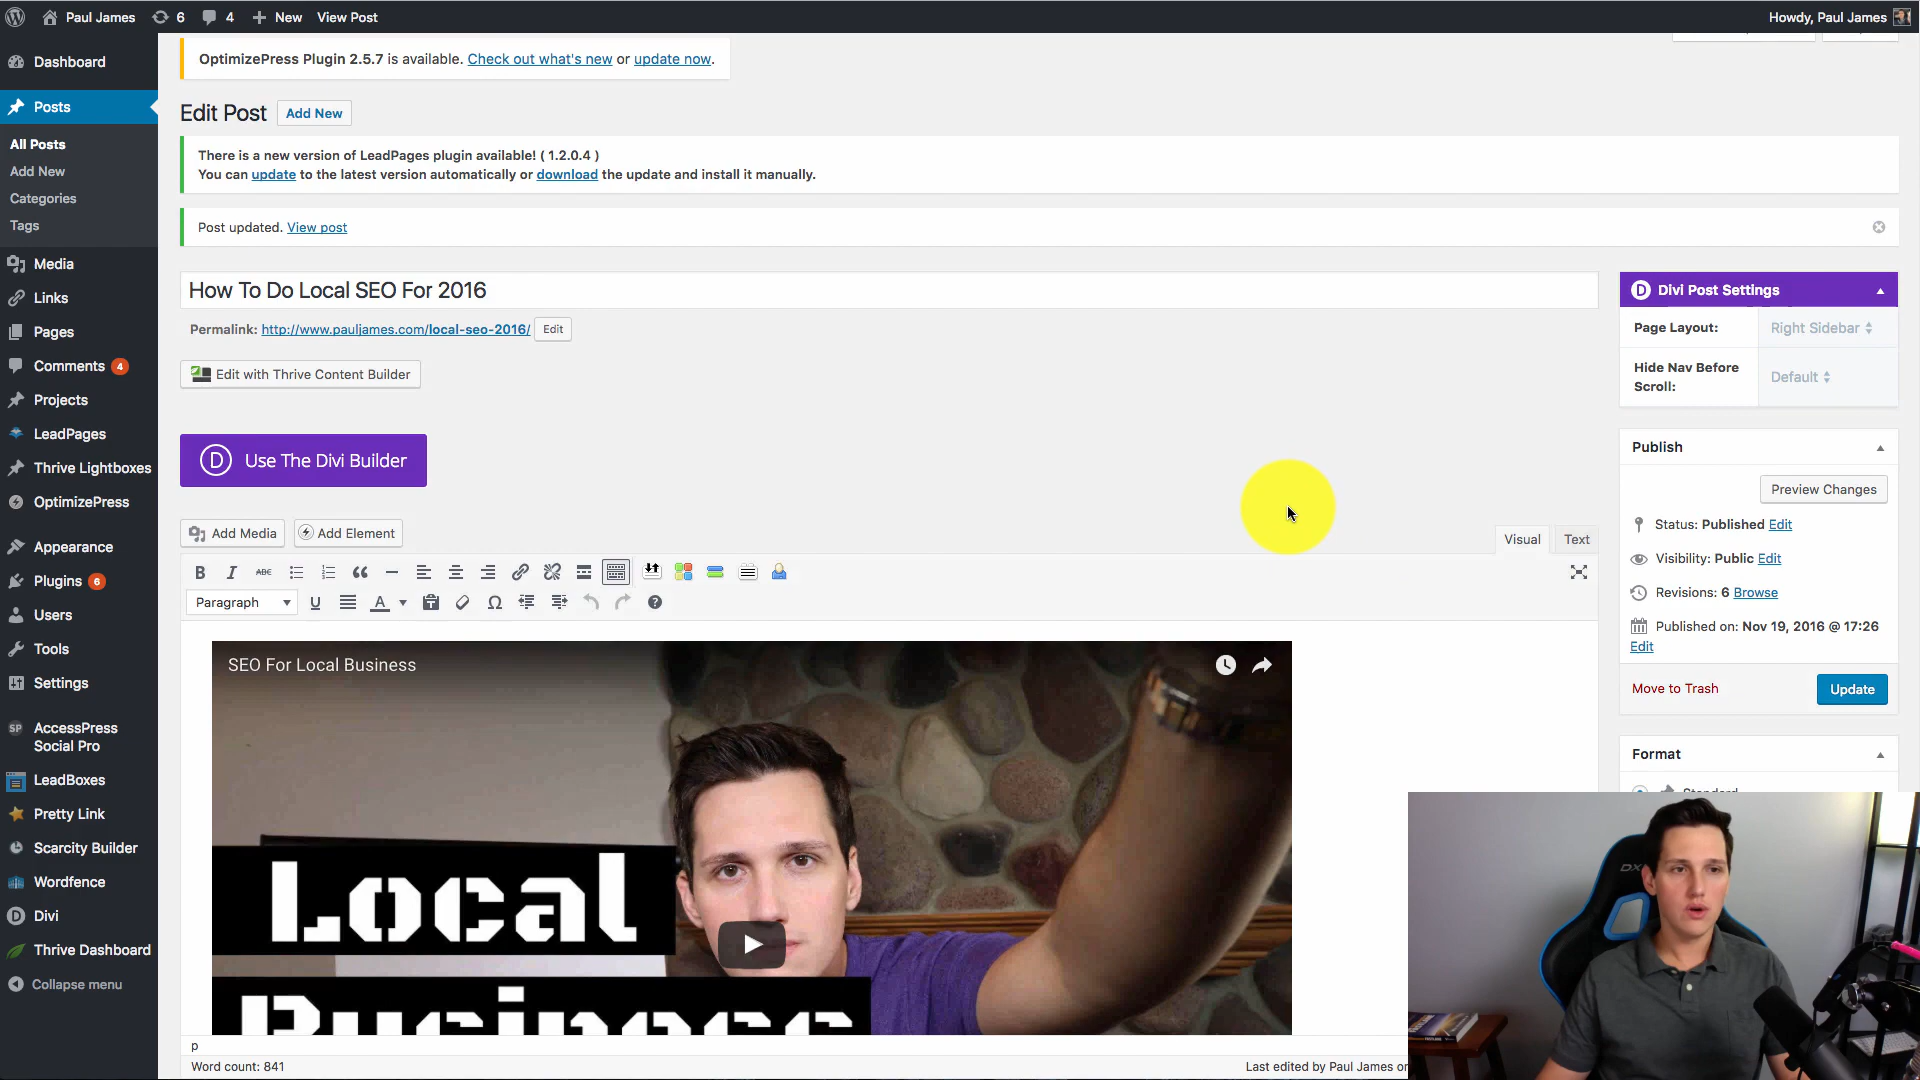 Paul James
6
4
New
View Post
Howdy, Paul James
Dashboard
Posts
All Posts
Add New
Categories
Tags
Media
Links
Pages
Comments 4
Projects
LeadPages
Thrive Lightboxes
OptimizePress
Appearance
Plugins 6
Users
Tools
Settings
SP AccessPress
Social Pro
LeadBoxes
Pretty Link
Scarcity Builder
Wordfence
Divi
Thrive Dashboard
Collapse menu
OptimizePress Plugin 2.5.7 is available. Check out what's new or update now.
Edit Post Add New
There is a new version of LeadPages plugin available! ( 1.2.0.4 )
You can update to the latest version automatically or download the update and install it manually.
Post updated. View post
How To Do Local SEO For 2016
Permalink: http://www.pauljames.com/local-seo-2016/ Edit
Edit with Thrive Content Builder
D Use The Divi Builder
Add Media Add Element
Visual Text
B I ABC
Paragraph U A Ω
SEO For Local Business
Local
Business
p
Word count: 841
Last edited by Paul James on
D Divi Post Settings
Page Layout: Right Sidebar
Hide Nav Before
Scroll:
Default
Publish
Preview Changes
Status: Published Edit
Visibility: Public Edit
Revisions: 6 Browse
Published on: Nov 19, 2016 @ 17:26
Edit
Move to Trash Update
Format
Standard